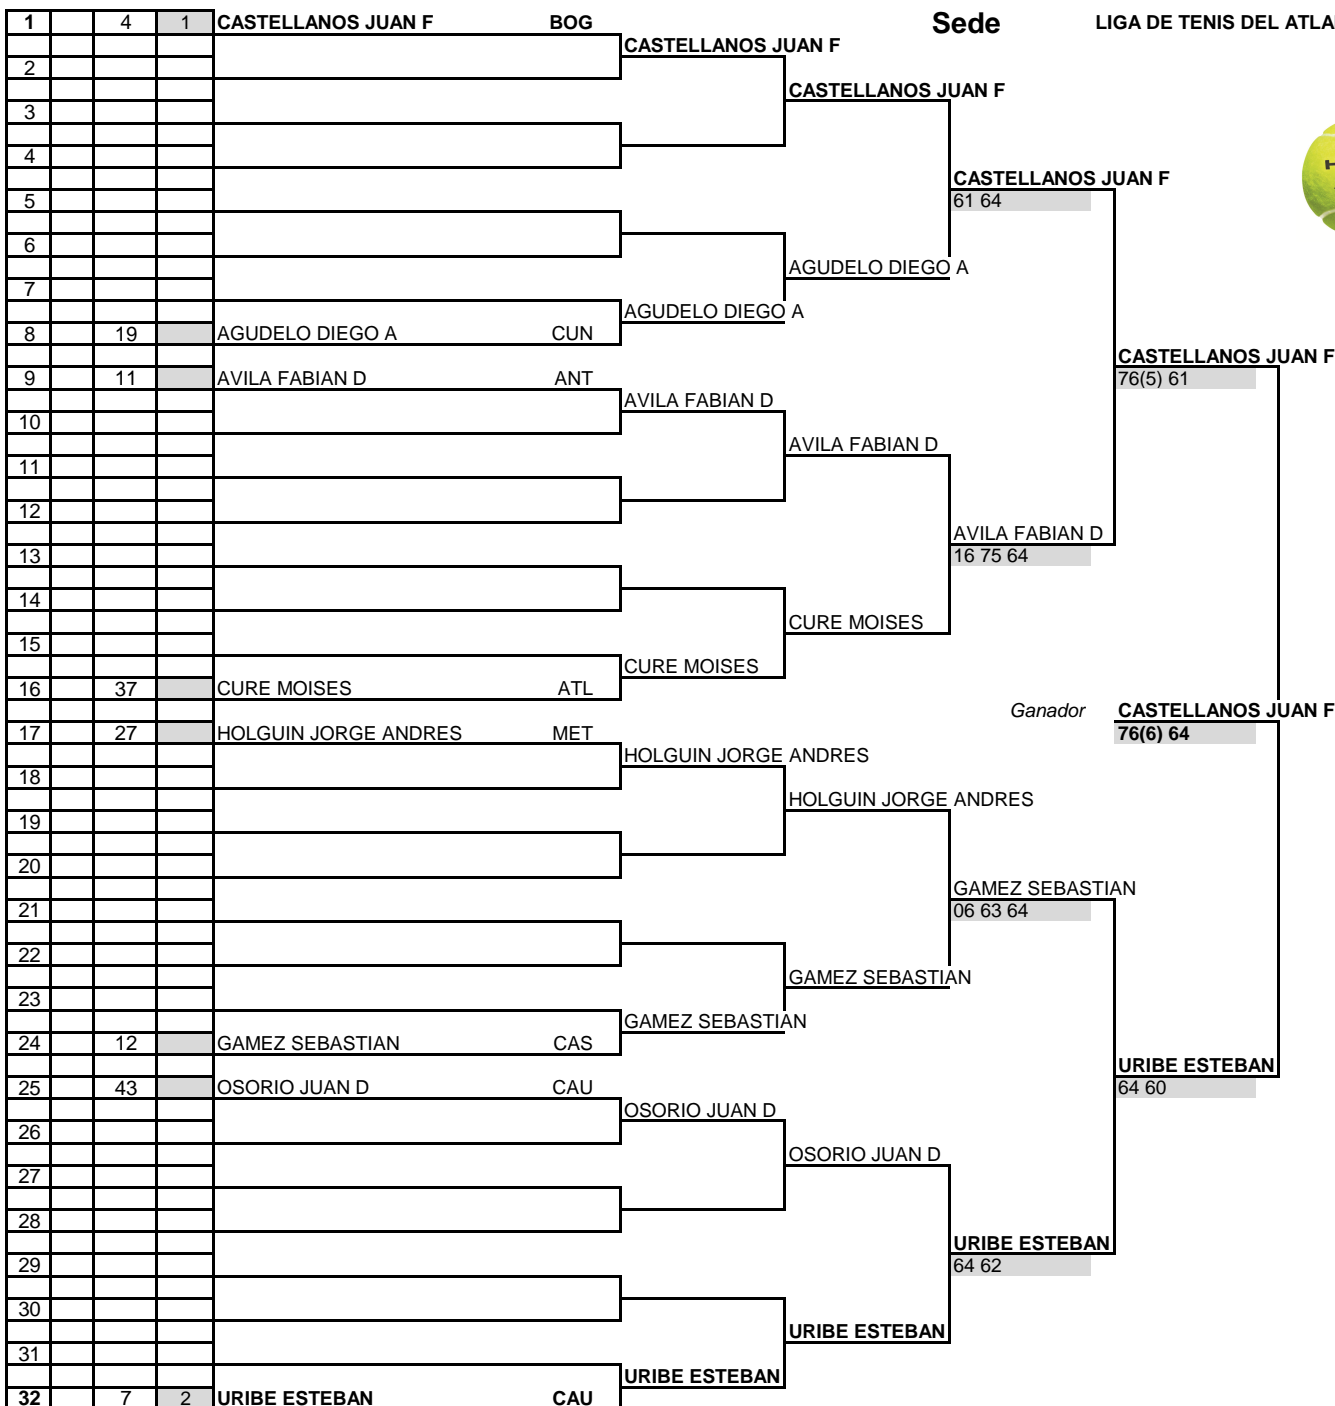 1 4 1 CASTELLANOS JUAN F BOG Sede LIGA DE TENIS DEL ATLA
CASTELLANOS JUAN F
2
CASTELLANOS JUAN F
3
4
CASTELLANOS JUAN F
5 61 64
6
AGUDELO DIEGO A
7
AGUDELO DIEGO A
8 19 AGUDELO DIEGO A CUN
CASTELLANOS JUAN F
9 11 AVILA FABIAN D ANT 76(5) 61
AVILA FABIAN D
10
AVILA FABIAN D
11
12
AVILA FABIAN D
13 16 75 64
14
CURE MOISES
15
CURE MOISES
16 37 CURE MOISES ATL
Ganador CASTELLANOS JUAN F
17 27 HOLGUIN JORGE ANDRES MET 76(6) 64
HOLGUIN JORGE ANDRES
18
HOLGUIN JORGE ANDRES
19
20
GAMEZ SEBASTIAN
21 06 63 64
22
GAMEZ SEBASTIAN
23
GAMEZ SEBASTIAN
24 12 GAMEZ SEBASTIAN CAS
URIBE ESTEBAN
25 43 OSORIO JUAN D CAU 64 60
OSORIO JUAN D
26
OSORIO JUAN D
27
28
URIBE ESTEBAN
29 64 62
30
URIBE ESTEBAN
31
URIBE ESTEBAN
32 7 2 URIBE ESTEBAN CAU